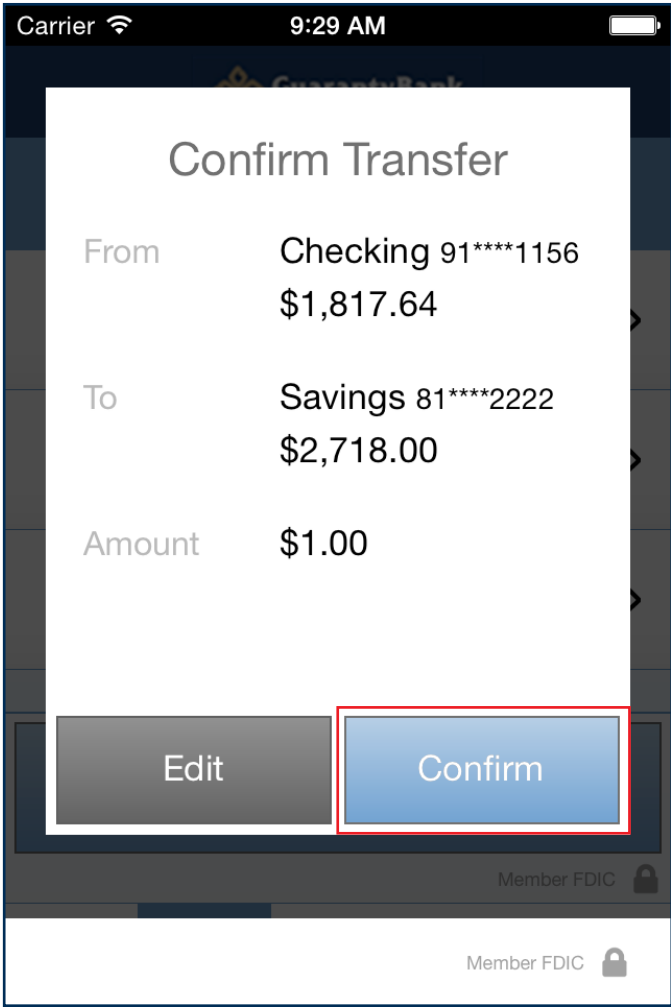 Carrier 9:29 AM
GuarantyBank
Confirm Transfer
From Checking 91****1156
$1,817.64
To Savings 81****2222
$2,718.00
Amount $1.00
Edit Confirm
Member FDIC
Member FDIC